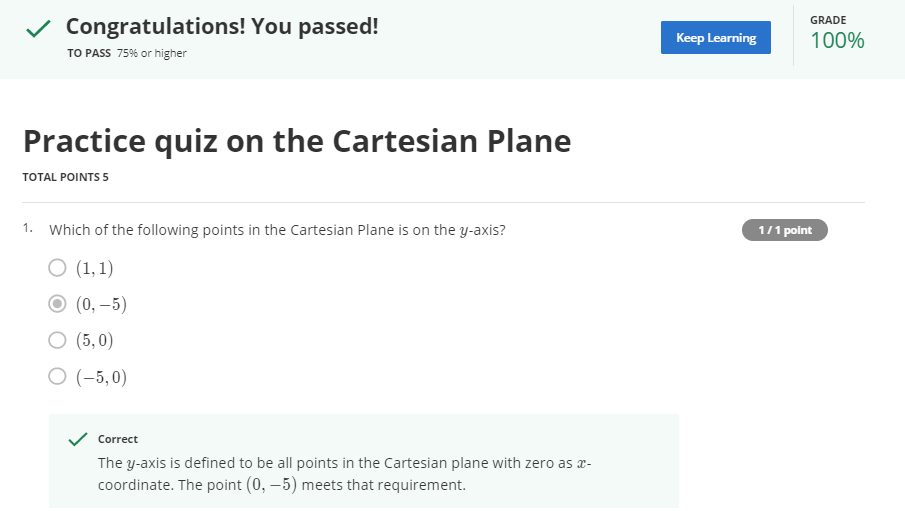 Congratulations! You passed!
TO PASS 75% or higher
Keep Learning
GRADE
100%
Practice quiz on the Cartesian Plane
TOTAL POINTS 5
1. Which of the following points in the Cartesian Plane is on the y-axis?
1 / 1 point
(1, 1)
(0, −5)
(5, 0)
(−5, 0)
Correct
The y-axis is defined to be all points in the Cartesian plane with zero as x-
coordinate. The point (0, −5) meets that requirement.